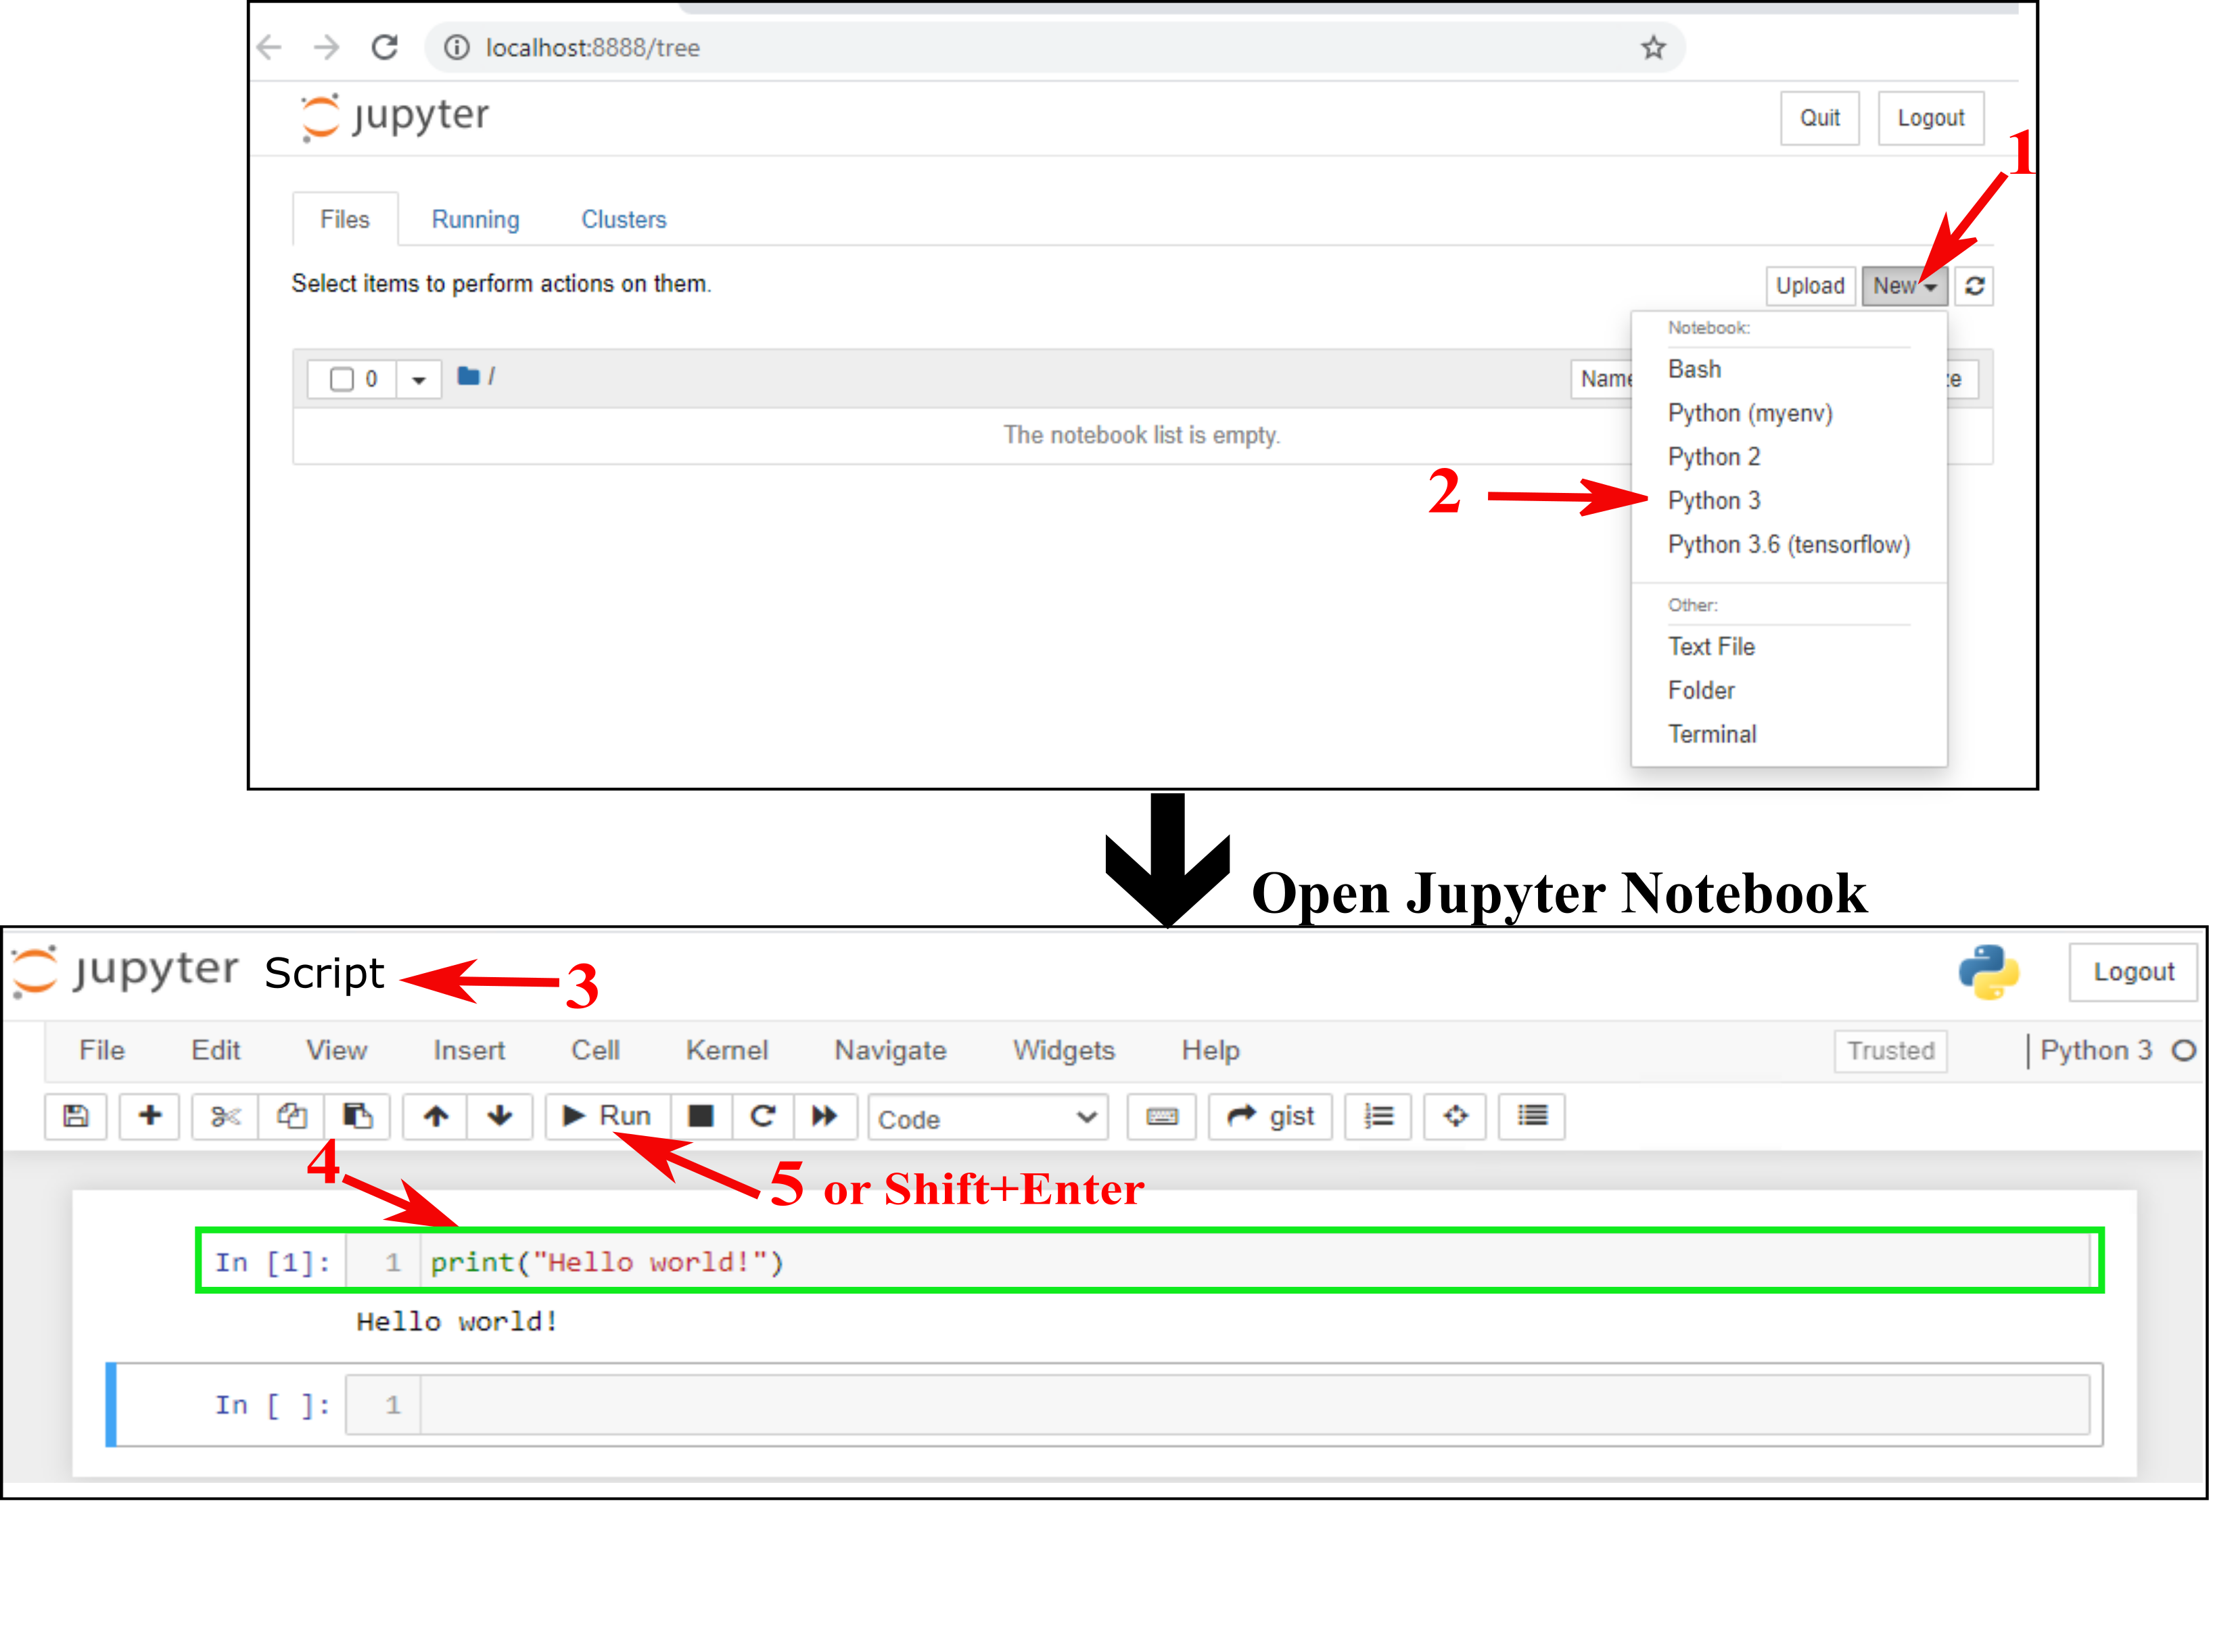 localhost:8888/tree
jupyter
Quit Logout
1
Files Running Clusters
Select items to perform actions on them.
Upload New
Notebook:
0 / Name ze
Bash
Python (myenv)
The notebook list is empty.
Python 2
2 Python 3
Python 3.6 (tensorflow)
Other:
Text File
Folder
Terminal
Open Jupyter Notebook
jupyter Script 3 Logout
File Edit View Insert Cell Kernel Navigate Widgets Help Trusted Python 3
Run Code gist
4 5 or Shift+Enter
In [1]: 1 print("Hello world!")
Hello world!
In [ ]: 1